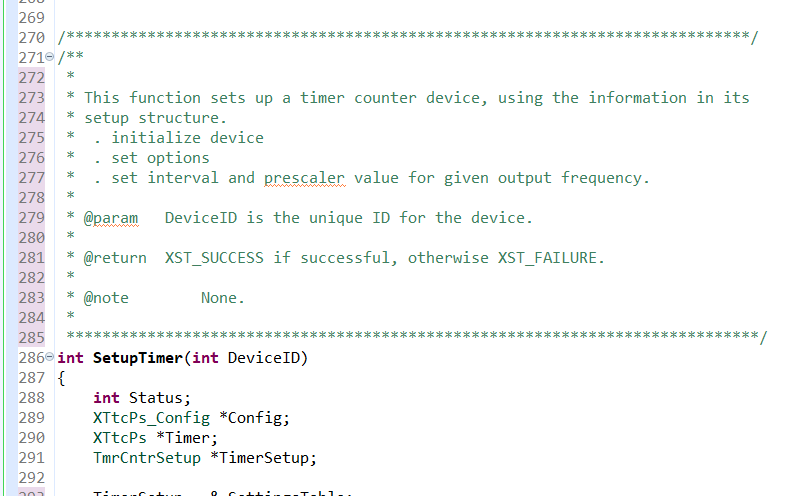 269
270 /****************************************************************************/
271 /**
272  *
273  * This function sets up a timer counter device, using the information in its
274  * setup structure.
275  *  . initialize device
276  *  . set options
277  *  . set interval and prescaler value for given output frequency.
278  *
279  * @param   DeviceID is the unique ID for the device.
280  *
281  * @return  XST_SUCCESS if successful, otherwise XST_FAILURE.
282  *
283  * @note        None.
284  *
285  *****************************************************************************/
286 int SetupTimer(int DeviceID)
287 {
288     int Status;
289     XTtcPs_Config *Config;
290     XTtcPs *Timer;
291     TmrCntrSetup *TimerSetup;
292